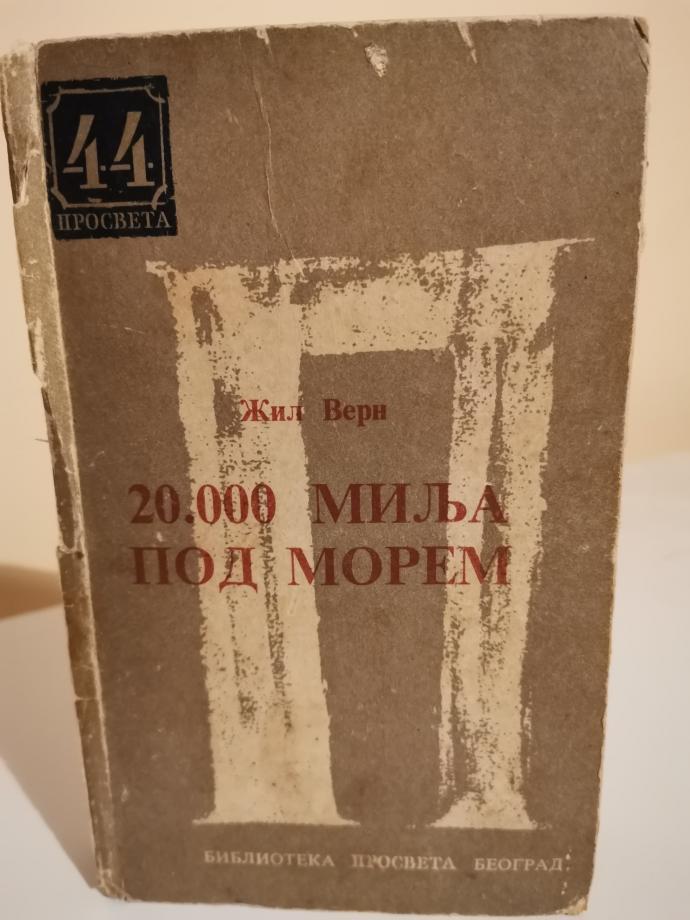 44
ПРОСВЕТА
Жил Верн
20.000 МИЉА
ПОД МОРЕМ
БИБЛИОТЕКА ПРОСВЕТА БЕОГРАД